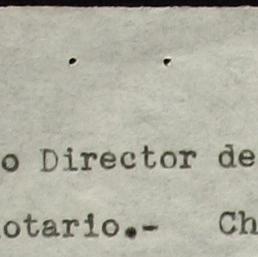 o Director de
otario.- Ch